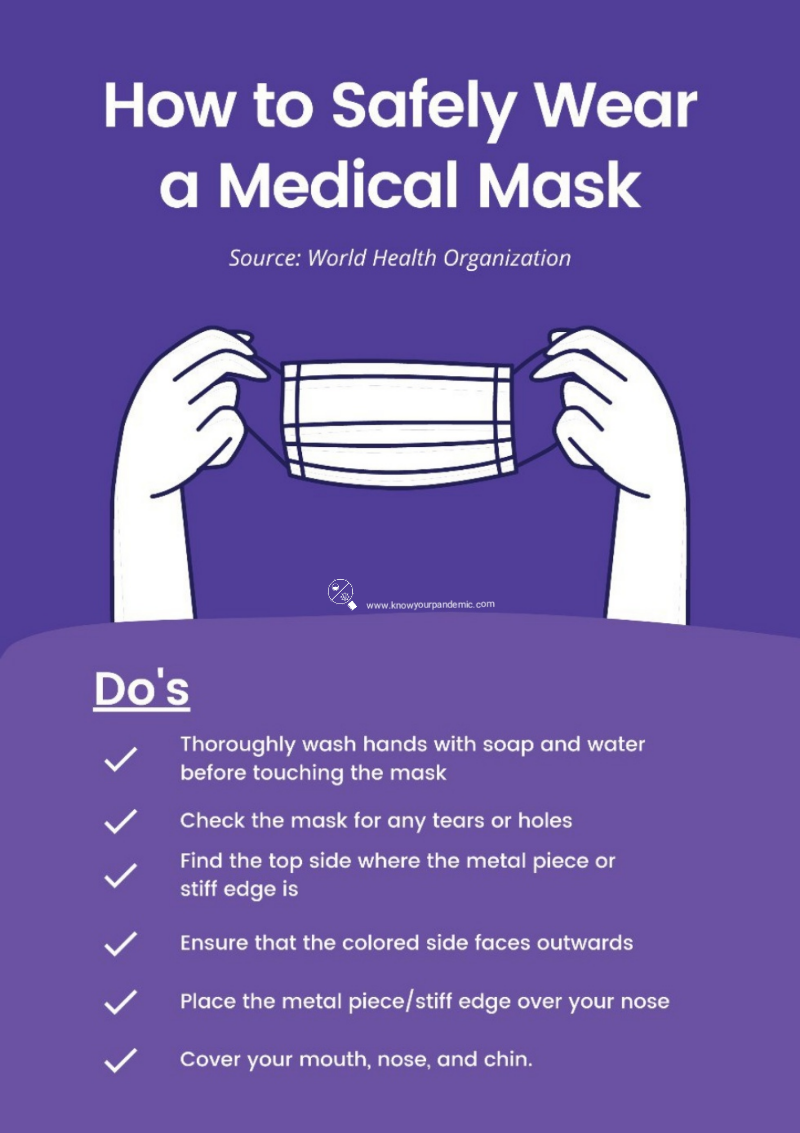 How to Safely Wear
a Medical Mask
Source: World Health Organization
www.knowyourpandemic.com
Do's
Thoroughly wash hands with soap and water
before touching the mask
Check the mask for any tears or holes
Find the top side where the metal piece or
stiff edge is
Ensure that the colored side faces outwards
Place the metal piece/stiff edge over your nose
Cover your mouth, nose, and chin.